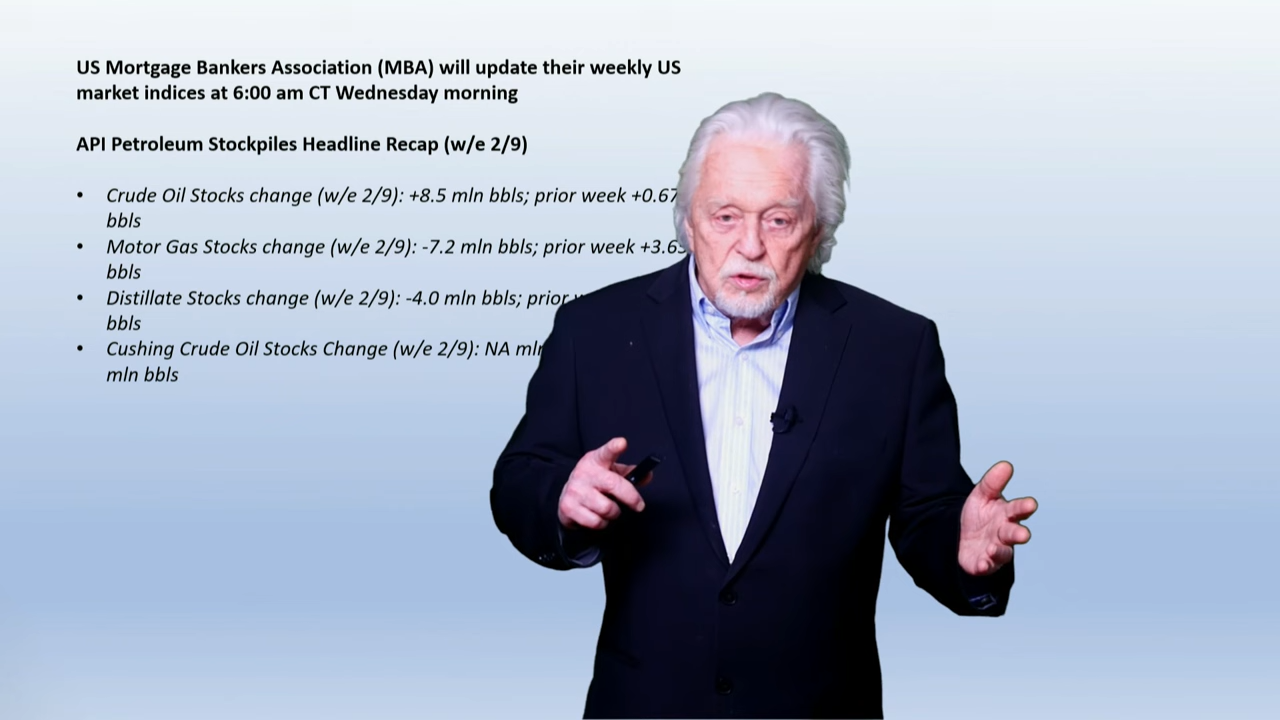 US Mortgage Bankers Association (MBA) will update their weekly US
market indices at 6:00 am CT Wednesday morning
API Petroleum Stockpiles Headline Recap (w/e 2/9)
• Crude Oil Stocks change (w/e 2/9): +8.5 mln bbls; prior week +0.67
bbls
• Motor Gas Stocks change (w/e 2/9): -7.2 mln bbls; prior week
bbls
• Distillate Stocks change (w/e 2/9): -4.0 mln bbls; prior
bbls
• Cushing Crude Oil Stocks Change (w/e 2/9): NA
mln bbls